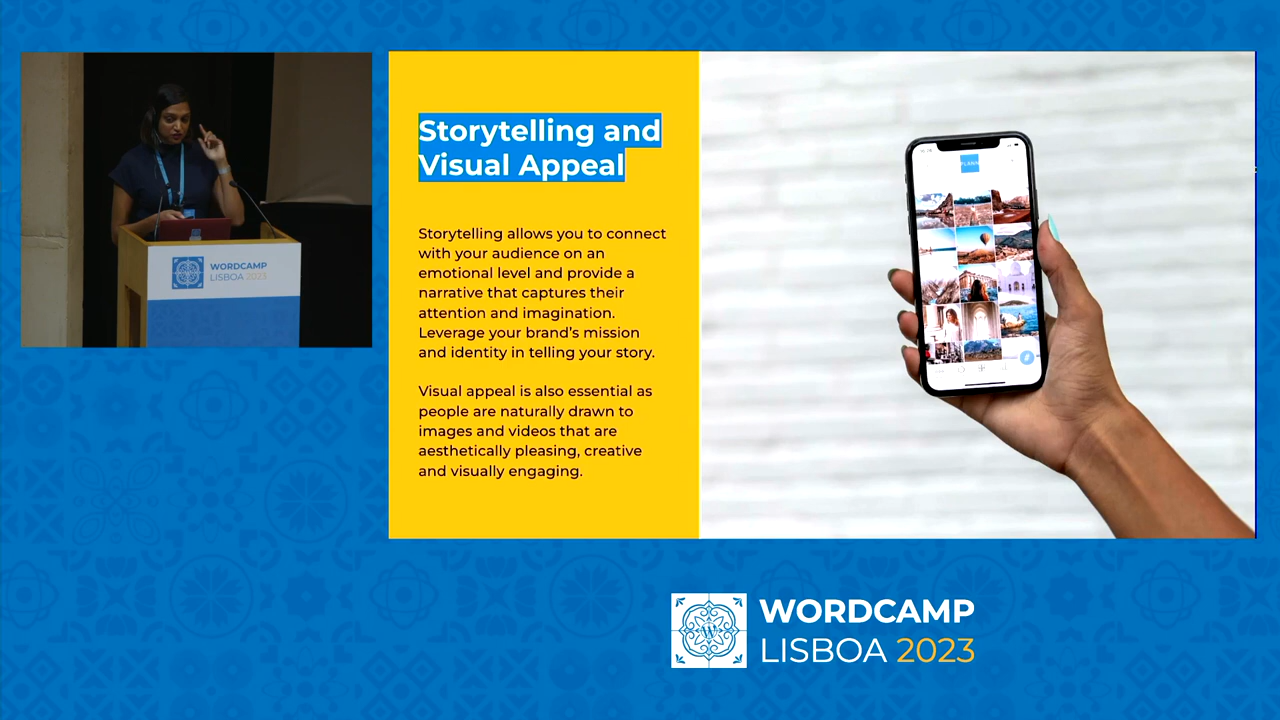 WORDCAMP
LISBOA 2023
Storytelling and
Visual Appeal
Storytelling allows you to connect
with your audience on an
emotional level and provide a
narrative that captures their
attention and imagination.
Leverage your brand's mission
and identity in telling your story.
Visual appeal is also essential as
people are naturally drawn to
images and videos that are
aesthetically pleasing, creative
and visually engaging.
PLANN
WORDCAMP
LISBOA 2023